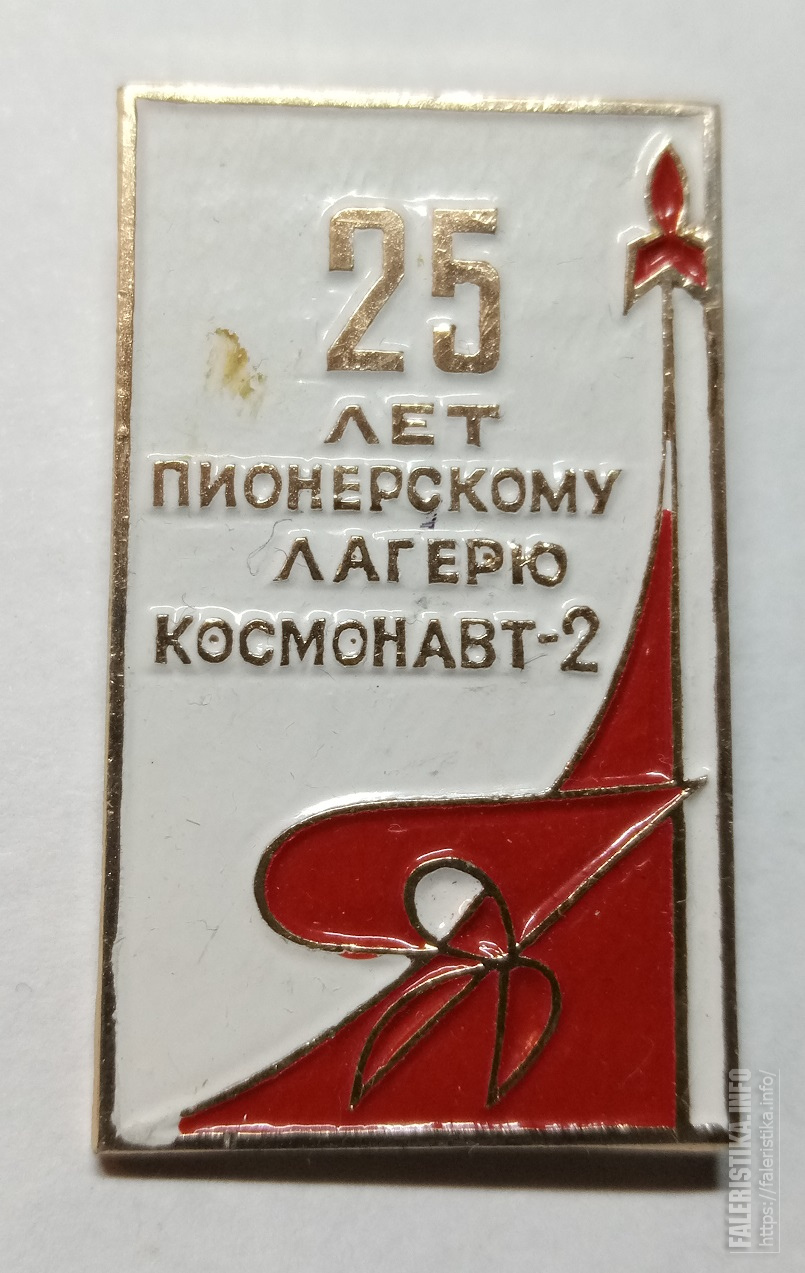 25
ЛЕТ
ПИОНЕРСКОМУ
ЛАГЕРЮ
КОСМОНАВТ-2
FALERISTIKA.INFO
https://faleristika.info/